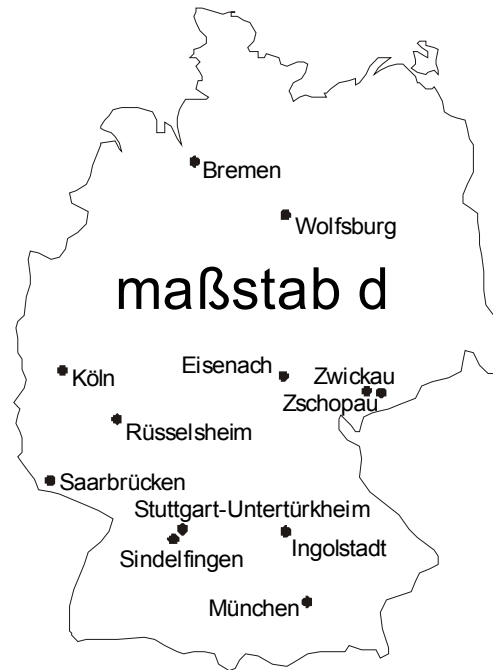 Bremen
Wolfsburg
maßstab d
Eisenach
Zwickau
Köln
Zschopau
Rüsselsheim
Saarbrücken
Stuttgart-Untertürkheim
Sindelfingen
Ingolstadt
München